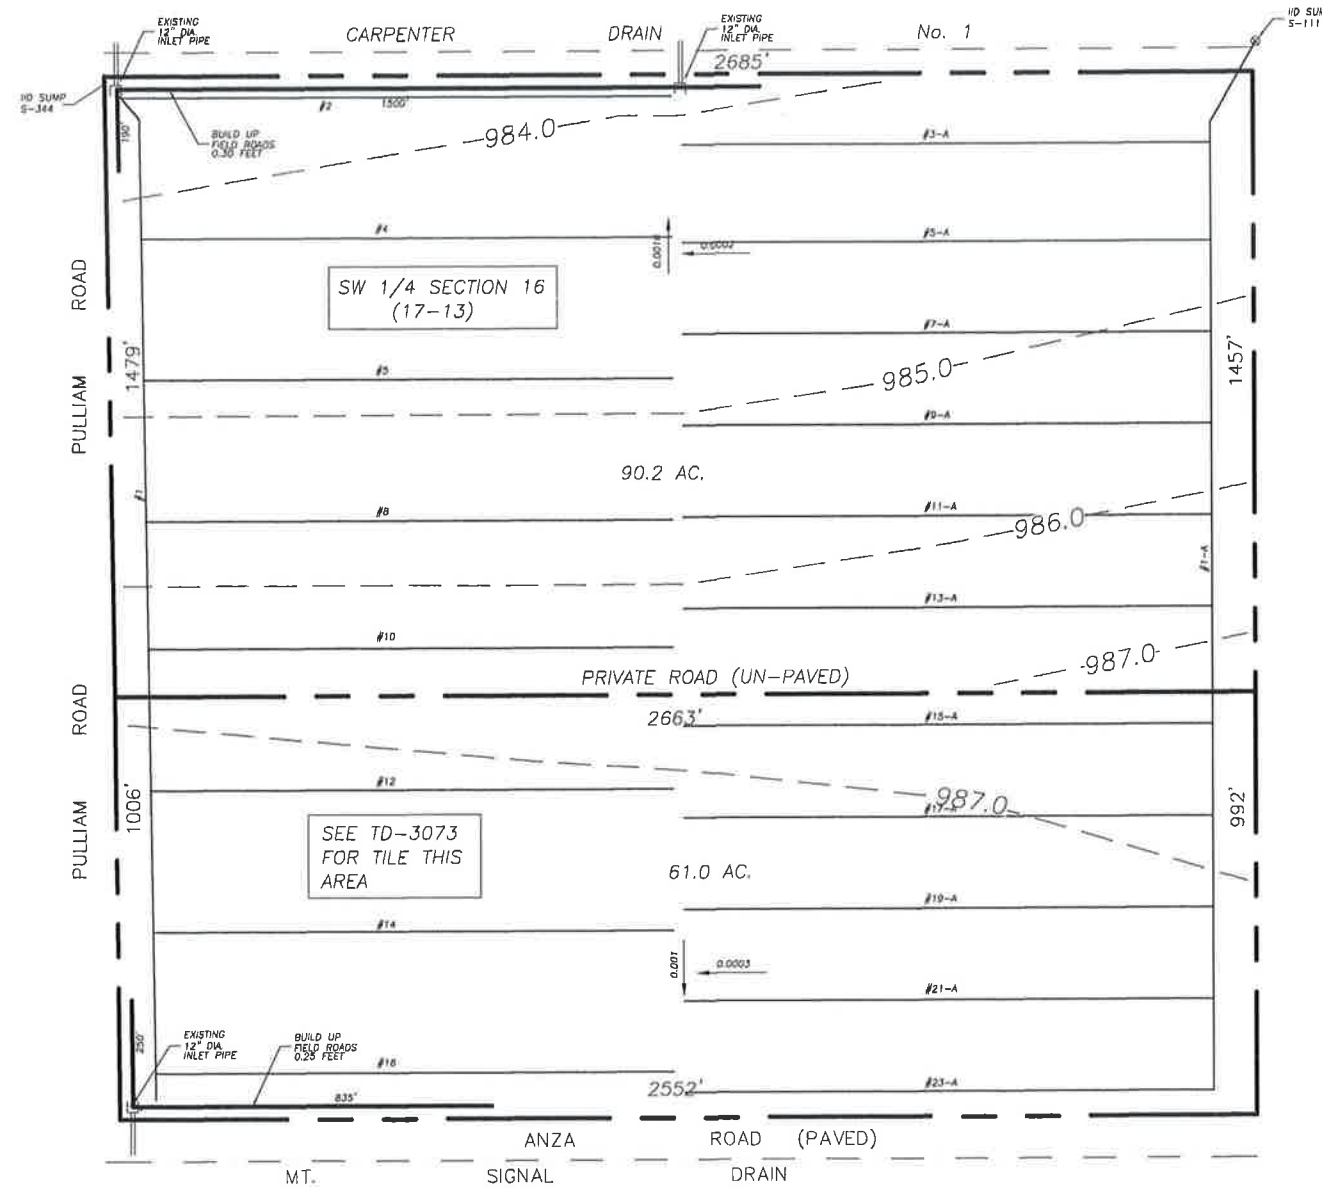 EXISTING
12" DIA.
INLET PIPE
CARPENTER DRAIN No. 1
EXISTING
12" DIA.
INLET PIPE
IID SUMP
S-344
2685'
#2
1500'
190'
BUILD UP
FIELD ROADS
0.30 FEET
984.0
#3-A
#4
#5-A
0.0002
SW 1/4 SECTION 16
(17-13)
PULLIAM ROAD
1479'
#7-A
985.0
1457'
#5
#9-A
90.2 AC.
#1
#8
#11-A
986.0
#1-A
#13-A
#10
987.0
PRIVATE ROAD (UN-PAVED)
2663'
#15-A
PULLIAM ROAD
1006'
#12
987.0
#17-A
992'
SEE TD-3073
FOR TILE THIS
AREA
61.0 AC.
#14
#19-A
0.001
0.0003
#21-A
250'
EXISTING
12" DIA.
INLET PIPE
BUILD UP
FIELD ROADS
0.25 FEET
835'
2552'
#23-A
ANZA ROAD (PAVED)
MT. SIGNAL DRAIN